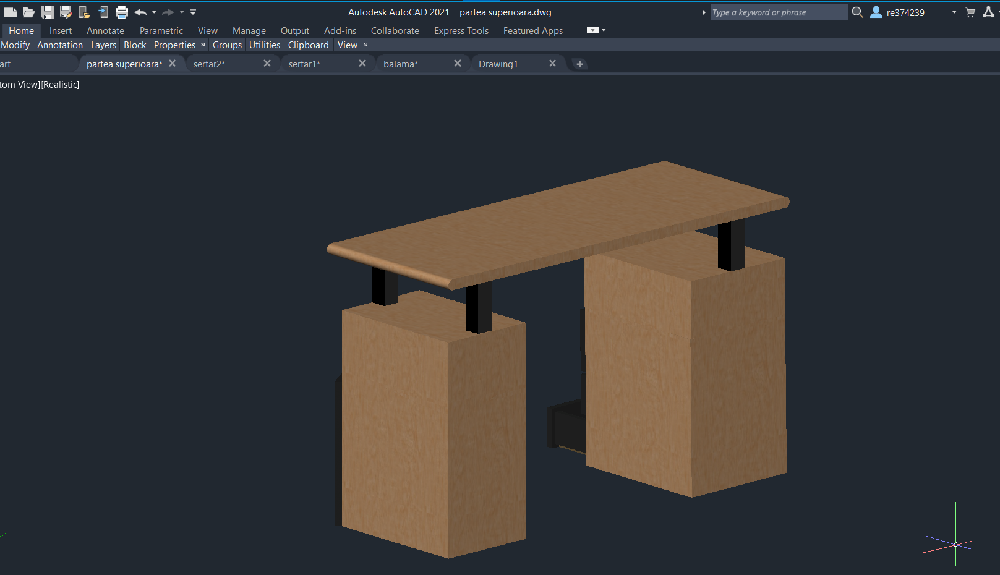 Autodesk AutoCAD 2021 partea superioara.dwg Type a keyword or phrase re374239
Home Insert Annotate Parametric View Manage Output Add-ins Collaborate Express Tools Featured Apps
Modify Annotation Layers Block Properties Groups Utilities Clipboard View
art partea superioara* sertar2* sertar1* balama* Drawing1
tom View][Realistic]
Y